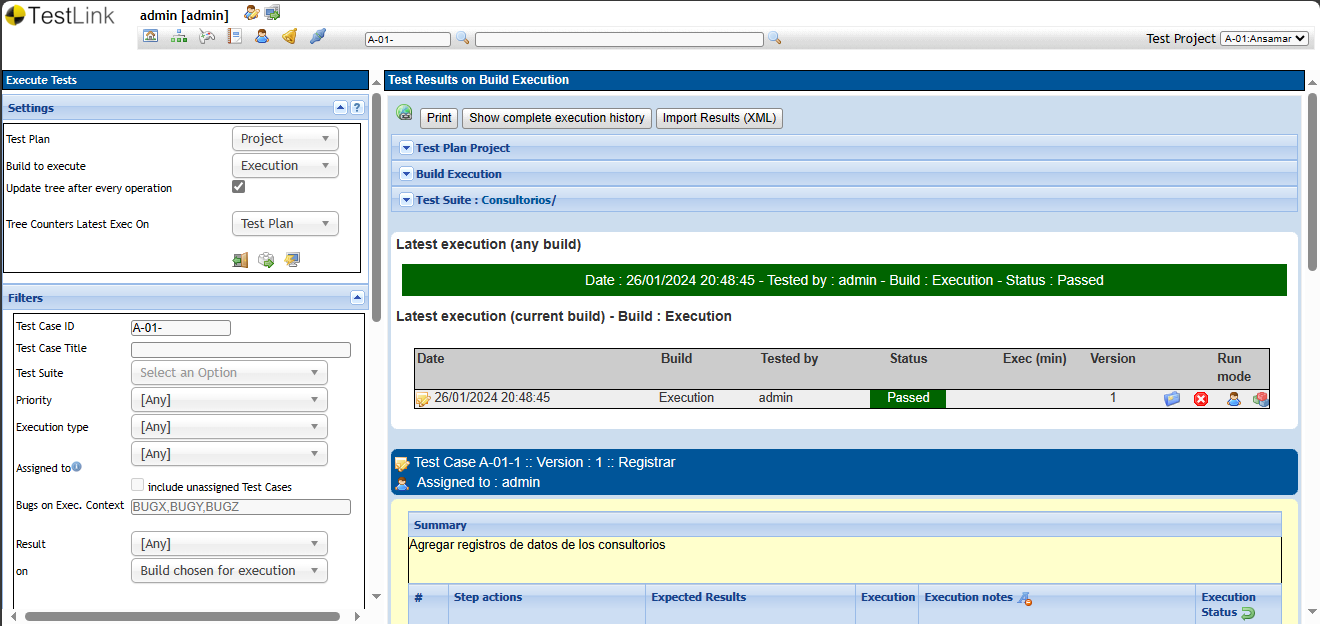 TestLink
admin [admin]
A-01-
Test Project A-01:Ansamar
Execute Tests
Settings
?
Test Plan Project
Build to execute Execution
Update tree after every operation
Tree Counters Latest Exec On Test Plan
Filters
Test Case ID A-01-
Test Case Title
Test Suite Select an Option
Priority [Any]
Execution type [Any]
[Any]
Assigned to
include unassigned Test Cases
Bugs on Exec. Context BUGX,BUGY,BUGZ
Result [Any]
on Build chosen for execution
Test Results on Build Execution
Print Show complete execution history Import Results (XML)
Test Plan Project
Build Execution
Test Suite : Consultorios/
Latest execution (any build)
Date : 26/01/2024 20:48:45 - Tested by : admin - Build : Execution - Status : Passed
Latest execution (current build) - Build : Execution
Date Build Tested by Status Exec (min) Version Run mode
26/01/2024 20:48:45 Execution admin Passed 1
Test Case A-01-1 :: Version : 1 :: Registrar
Assigned to : admin
Summary
Agregar registros de datos de los consultorios
# Step actions Expected Results Execution Execution notes Execution Status